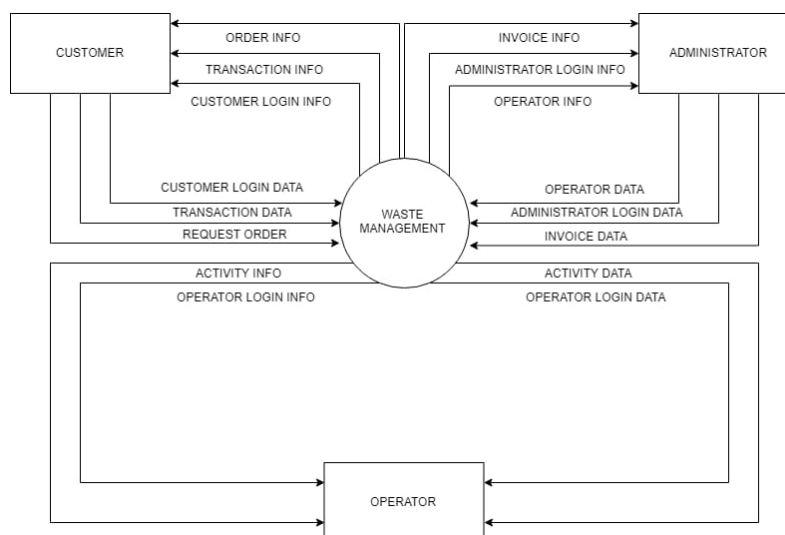 CUSTOMER
ORDER INFO
TRANSACTION INFO
CUSTOMER LOGIN INFO
INVOICE INFO
ADMINISTRATOR LOGIN INFO
OPERATOR INFO
ADMINISTRATOR
CUSTOMER LOGIN DATA
TRANSACTION DATA
REQUEST ORDER
WASTE
MANAGEMENT
OPERATOR DATA
ADMINISTRATOR LOGIN DATA
INVOICE DATA
ACTIVITY INFO
OPERATOR LOGIN INFO
ACTIVITY DATA
OPERATOR LOGIN DATA
OPERATOR